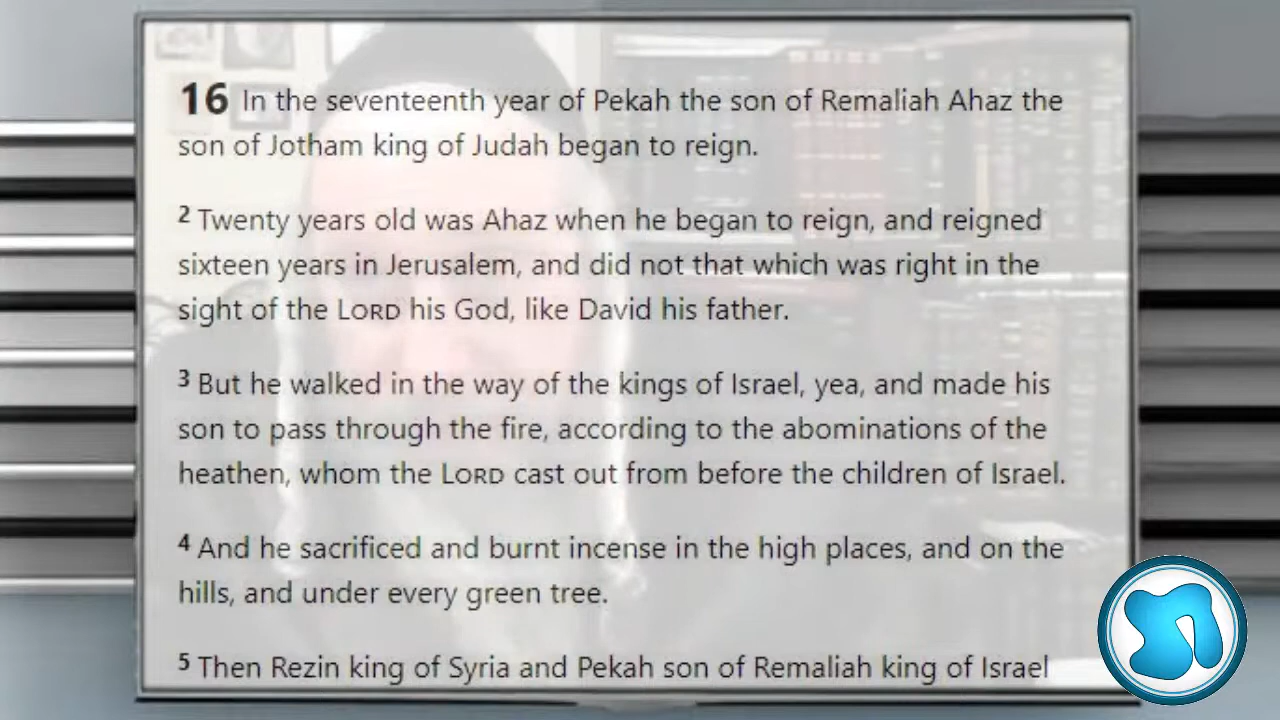 16 In the seventeenth year of Pekah the son of Remaliah Ahaz the
son of Jotham king of Judah began to reign.
2 Twenty years old was Ahaz when he began to reign, and reigned
sixteen years in Jerusalem, and did not that which was right in the
sight of the LORD his God, like David his father.
3 But he walked in the way of the kings of Israel, yea, and made his
son to pass through the fire, according to the abominations of the
heathen, whom the LORD cast out from before the children of Israel.
4 And he sacrificed and burnt incense in the high places, and on the
hills, and under every green tree.
5 Then Rezin king of Syria and Pekah son of Remaliah king of Israel